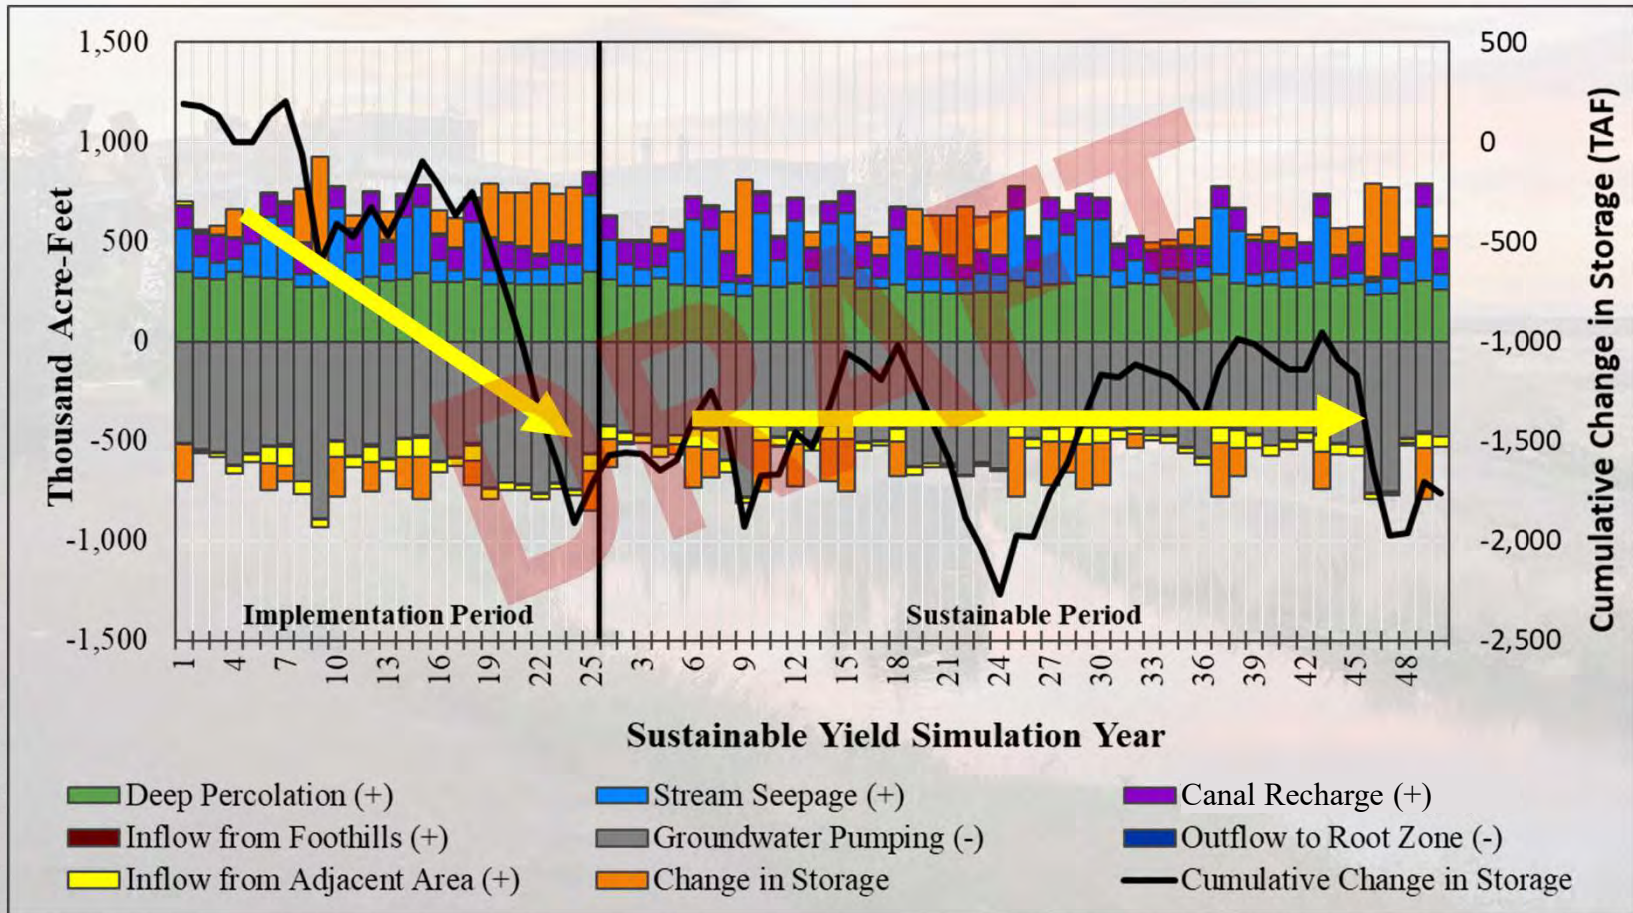 1,500
1,000
500
0
-500
-1,000
-1,500
Thousand Acre-Feet
500
0
-500
-1,000
-1,500
-2,000
-2,500
Cumulative Change in Storage (TAF)
DRAFT
Implementation Period
Sustainable Period
1 4 7 10 13 16 19 22 25 3 6 9 12 15 18 21 24 27 30 33 36 39 42 45 48
Sustainable Yield Simulation Year
Deep Percolation (+) Stream Seepage (+) Canal Recharge (+)
Inflow from Foothills (+) Groundwater Pumping (-) Outflow to Root Zone (-)
Inflow from Adjacent Area (+) Change in Storage Cumulative Change in Storage